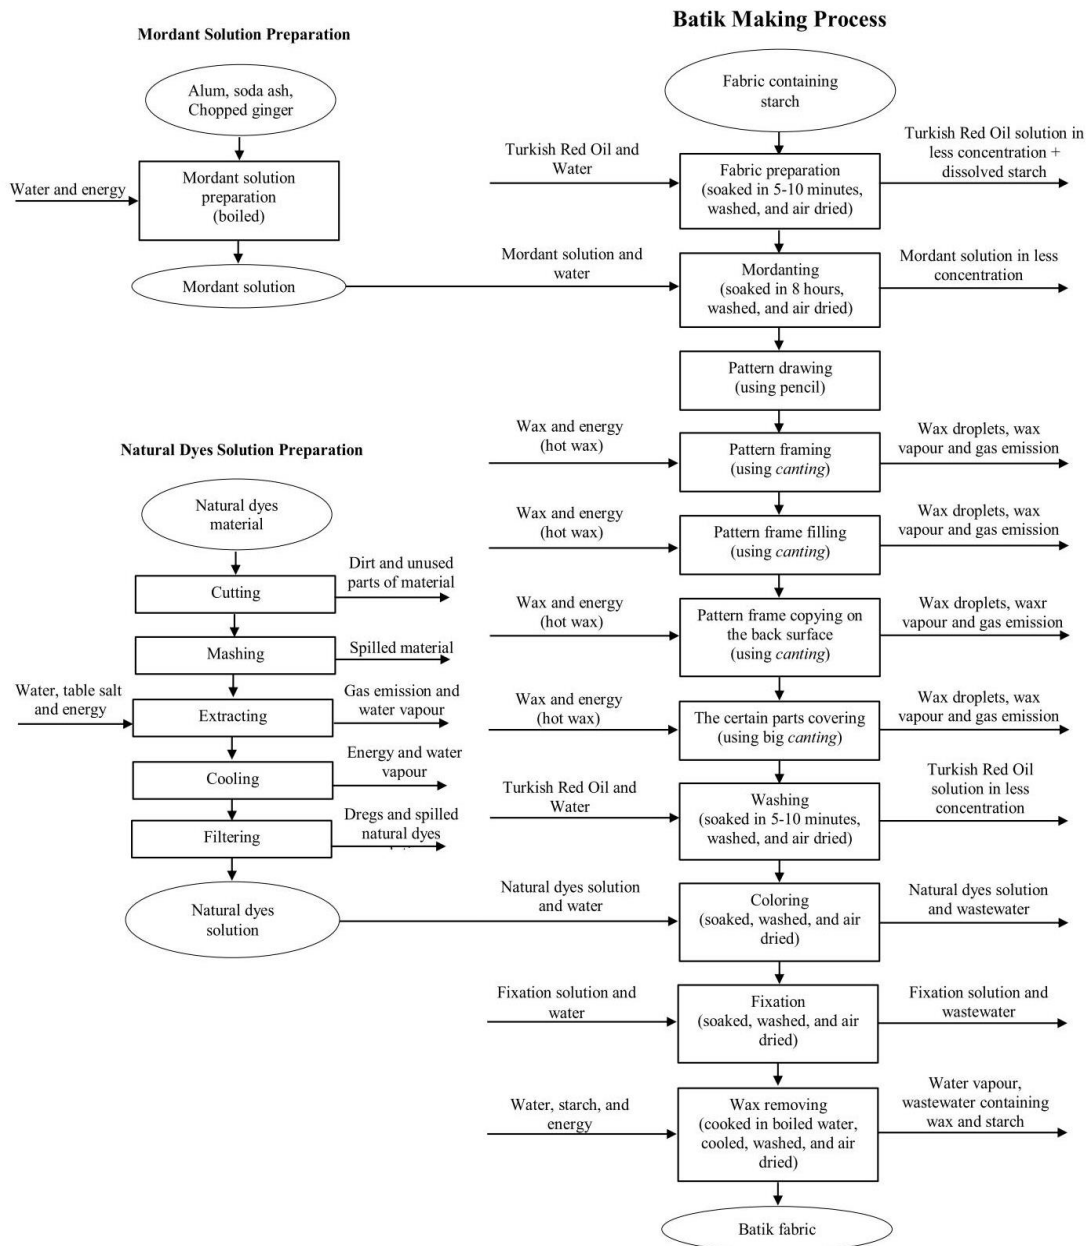 Mordant Solution Preparation
Alum, soda ash,
Chopped ginger
Water and energy
Mordant solution
preparation
(boiled)
Mordant solution
Natural Dyes Solution Preparation
Natural dyes
material
Cutting
Dirt and unused
parts of material
Mashing
Spilled material
Water, table salt
and energy
Extracting
Gas emission and
water vapour
Cooling
Energy and water
vapour
Filtering
Dregs and spilled
natural dyes
Natural dyes
solution
Batik Making Process
Fabric containing
starch
Turkish Red Oil and
Water
Fabric preparation
(soaked in 5-10 minutes,
washed, and air dried)
Turkish Red Oil solution in
less concentration +
dissolved starch
Mordant solution and
water
Mordanting
(soaked in 8 hours,
washed, and air dried)
Mordant solution in less
concentration
Pattern drawing
(using pencil)
Wax and energy
(hot wax)
Pattern framing
(using canting)
Wax droplets, wax
vapour and gas emission
Wax and energy
(hot wax)
Pattern frame filling
(using canting)
Wax droplets, wax
vapour and gas emission
Wax and energy
(hot wax)
Pattern frame copying on
the back surface
(using canting)
Wax droplets, waxr
vapour and gas emission
Wax and energy
(hot wax)
The certain parts covering
(using big canting)
Wax droplets, wax
vapour and gas emission
Turkish Red Oil and
Water
Washing
(soaked in 5-10 minutes,
washed, and air dried)
Turkish Red Oil
solution in less
concentration
Natural dyes solution
and water
Coloring
(soaked, washed, and air
dried)
Natural dyes solution
and wastewater
Fixation solution and
water
Fixation
(soaked, washed, and air
dried)
Fixation solution and
wastewater
Water, starch, and
energy
Wax removing
(cooked in boiled water,
cooled, washed, and air
dried)
Water vapour,
wastewater containing
wax and starch
Batik fabric